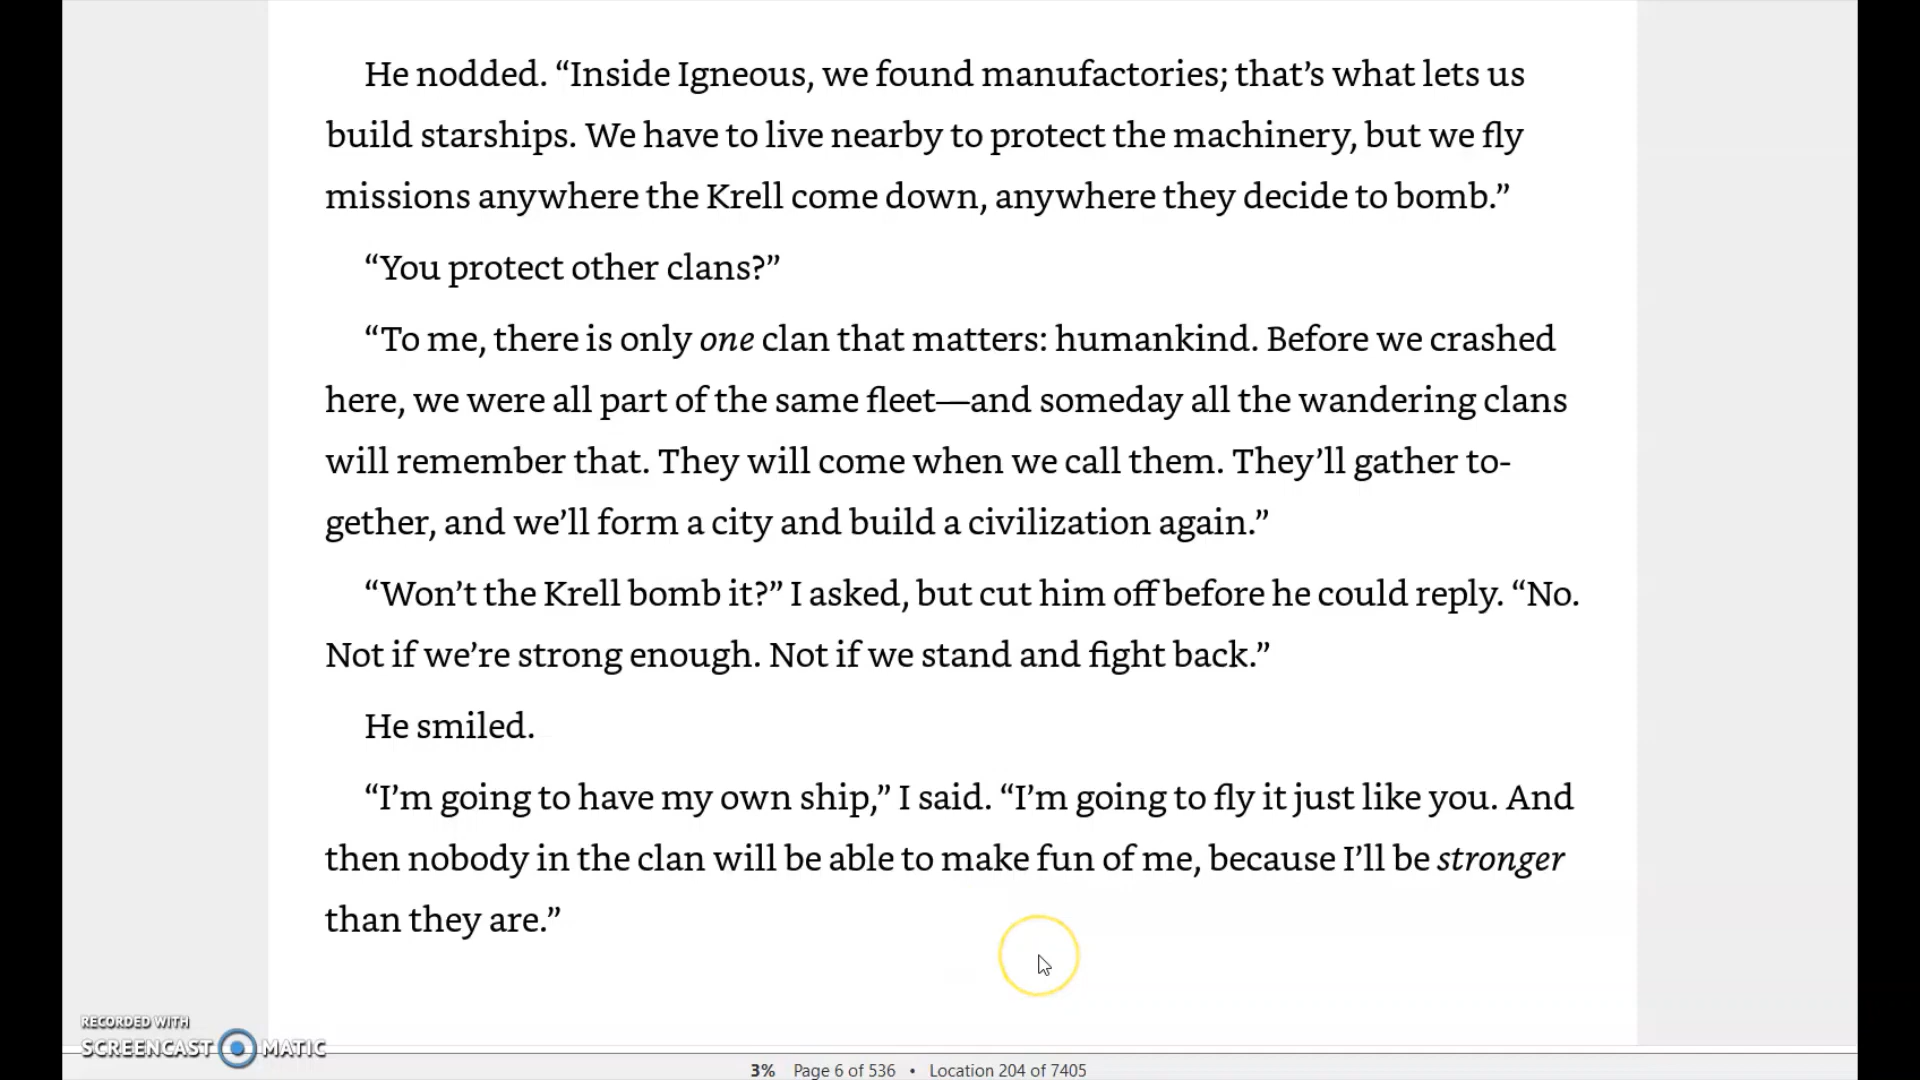 He nodded. “Inside Igneous, we found manufactories; that’s what lets us
build starships. We have to live nearby to protect the machinery, but we fly
missions anywhere the Krell come down, anywhere they decide to bomb.”
“You protect other clans?”
“To me, there is only one clan that matters: humankind. Before we crashed
here, we were all part of the same fleet—and someday all the wandering clans
will remember that. They will come when we call them. They’ll gather to-
gether, and we’ll form a city and build a civilization again.”
“Won’t the Krell bomb it?” I asked, but cut him off before he could reply. “No.
Not if we’re strong enough. Not if we stand and fight back.”
He smiled.
“I’m going to have my own ship,” I said. “I’m going to fly it just like you. And
then nobody in the clan will be able to make fun of me, because I’ll be stronger
than they are.”
RECORDED WITH
SCREENCAST MATIC
3% Page 6 of 536 • Location 204 of 7405